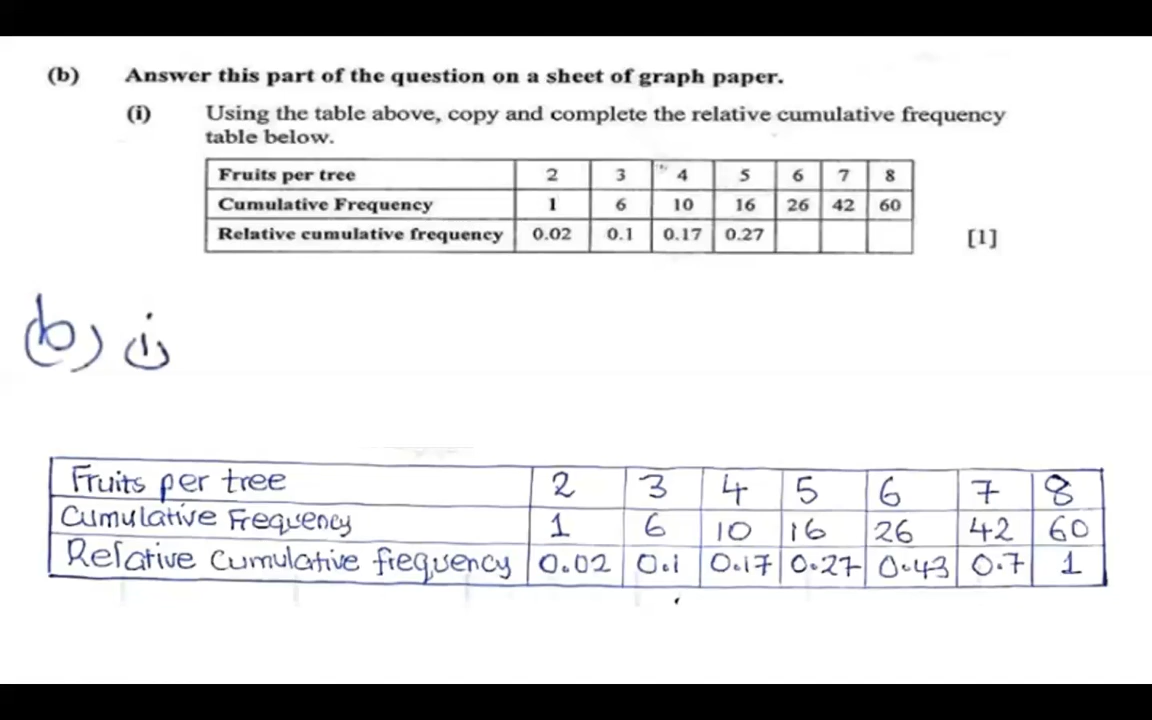 (b) Answer this part of the question on a sheet of graph paper.
(i) Using the table above, copy and complete the relative cumulative frequency
table below.
Fruits per tree 2 3 4 5 6 7 8
Cumulative Frequency 1 6 10 16 26 42 60
Relative cumulative frequency 0.02 0.1 0.17 0.27
[1]
(b) (i)
Fruits per tree 2 3 4 5 6 7 8
Cumulative Frequency 1 6 10 16 26 42 60
Relative Cumulative frequency 0.02 0.1 0.17 0.27 0.43 0.7 1